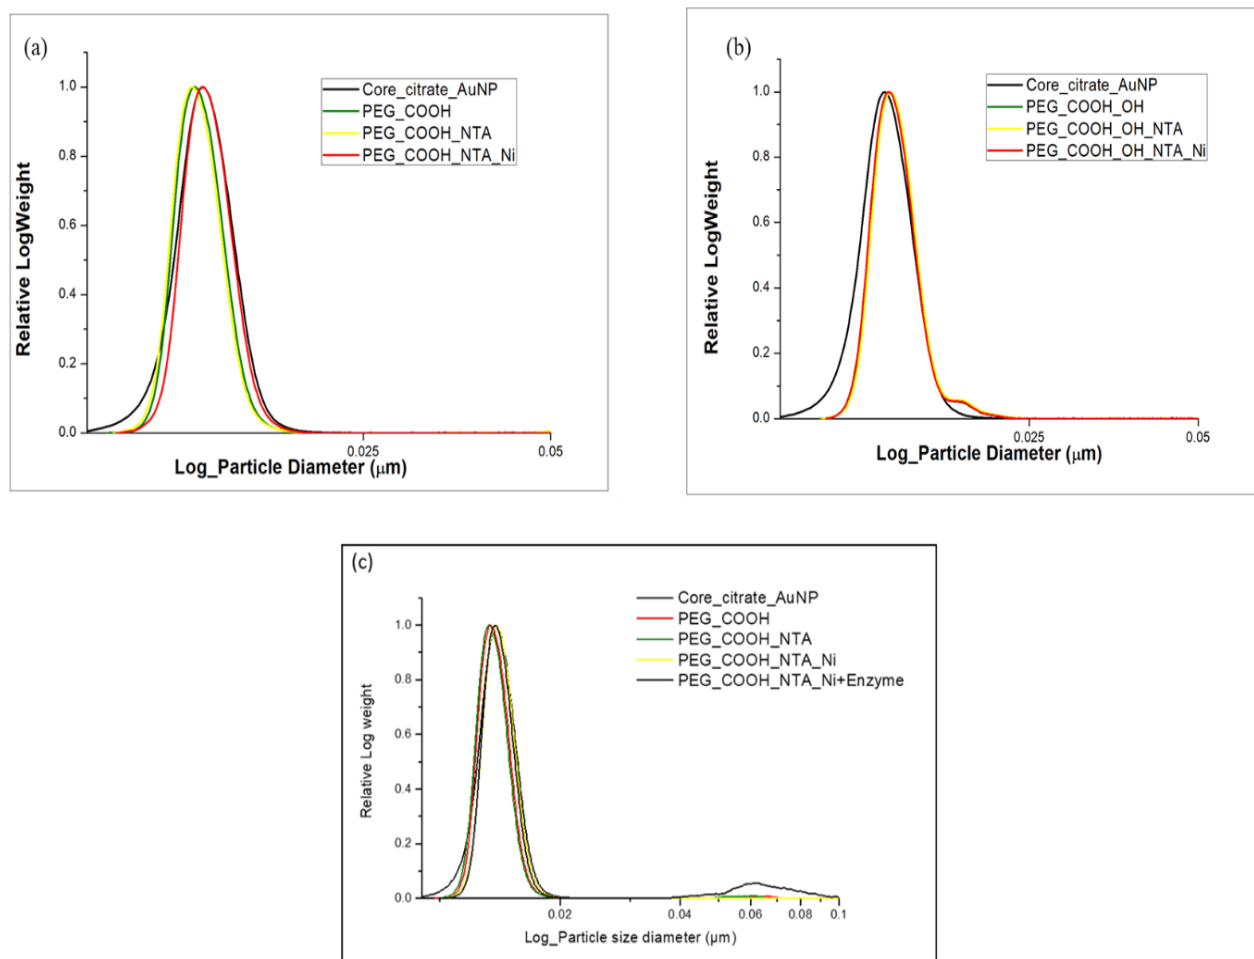 (a)
Core_citrate_AuNP
PEG_COOH
PEG_COOH_NTA
PEG_COOH_NTA_Ni
Relative LogWeight
1.0
0.8
0.6
0.4
0.2
0.0
0.025
0.05
Log_Particle Diameter (μm)
(b)
Core_citrate_AuNP
PEG_COOH_OH
PEG_COOH_OH_NTA
PEG_COOH_OH_NTA_Ni
Relative LogWeight
1.0
0.8
0.6
0.4
0.2
0.0
0.025
0.05
Log_Particle Diameter (μm)
(c)
Core_citrate_AuNP
PEG_COOH
PEG_COOH_NTA
PEG_COOH_NTA_Ni
PEG_COOH_NTA_Ni+Enzyme
Relative Log weight
1.0
0.8
0.6
0.4
0.2
0.0
0.02
0.04
0.06
0.08
0.1
Log_Particle size diameter (μm)